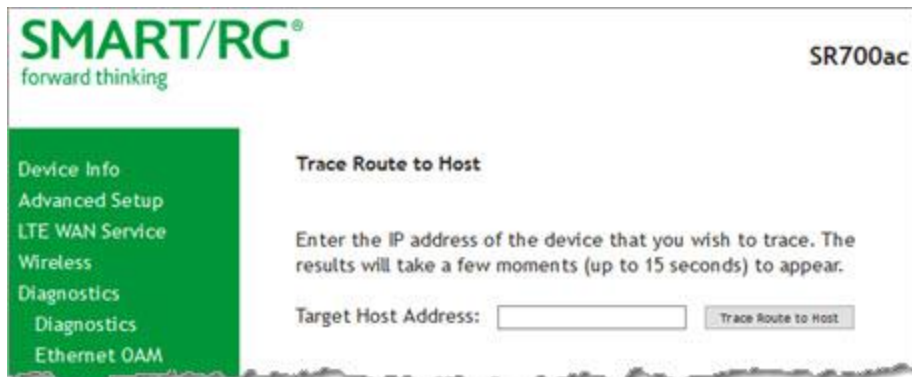 SMART/RG®
forward thinking
SR700ac
Device Info
Advanced Setup
LTE WAN Service
Wireless
Diagnostics
Diagnostics
Ethernet OAM
Trace Route to Host
Enter the IP address of the device that you wish to trace. The
results will take a few moments (up to 15 seconds) to appear.
Target Host Address:
Trace Route to Host